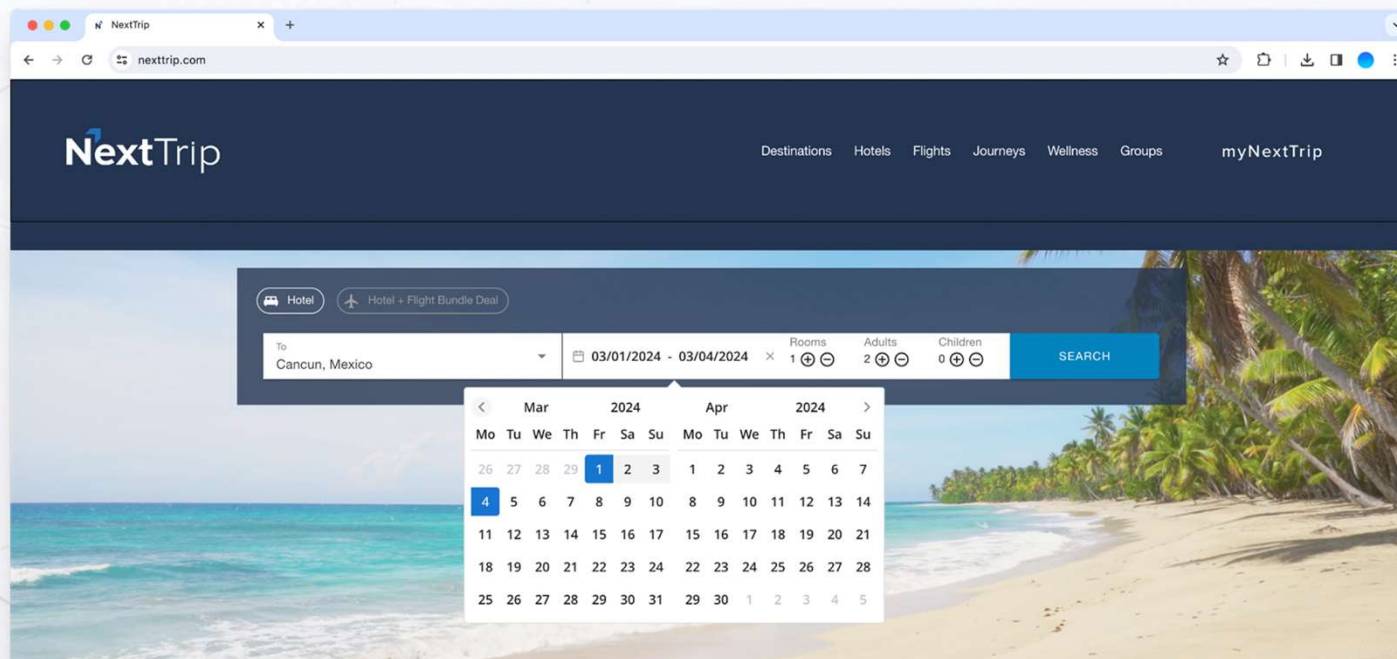 NextTrip
nexttrip.com
NextTrip
Destinations Hotels Flights Journeys Wellness Groups myNextTrip
Hotel Hotel + Flight Bundle Deal
To
Cancun, Mexico
03/01/2024 - 03/04/2024
Rooms Adults Children
1 2 0
SEARCH
Mar 2024 Apr 2024
Mo Tu We Th Fr Sa Su Mo Tu We Th Fr Sa Su
26 27 28 29 1 2 3 1 2 3 4 5 6 7
4 5 6 7 8 9 10 8 9 10 11 12 13 14
11 12 13 14 15 16 17 15 16 17 18 19 20 21
18 19 20 21 22 23 24 22 23 24 25 26 27 28
25 26 27 28 29 30 31 29 30 1 2 3 4 5